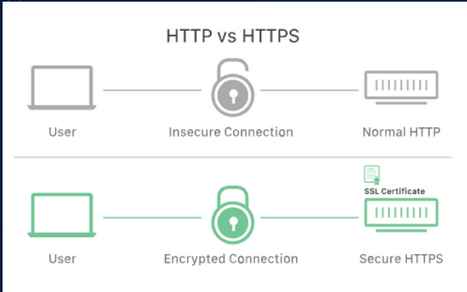 HTTP vs HTTPS
User
Insecure Connection
Normal HTTP
SSL Certificate
User
Encrypted Connection
Secure HTTPS